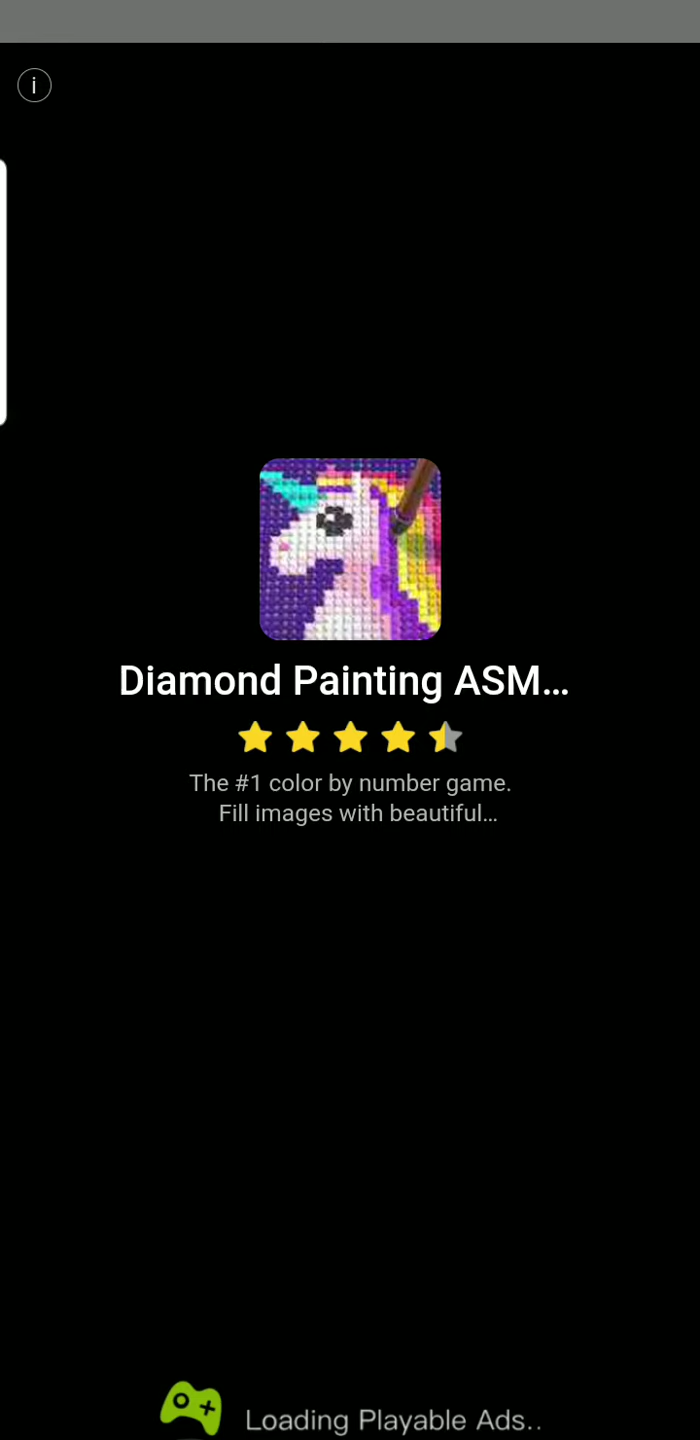 i
Diamond Painting ASM...
The #1 color by number game.
Fill images with beautiful...
Loading Playable Ads..